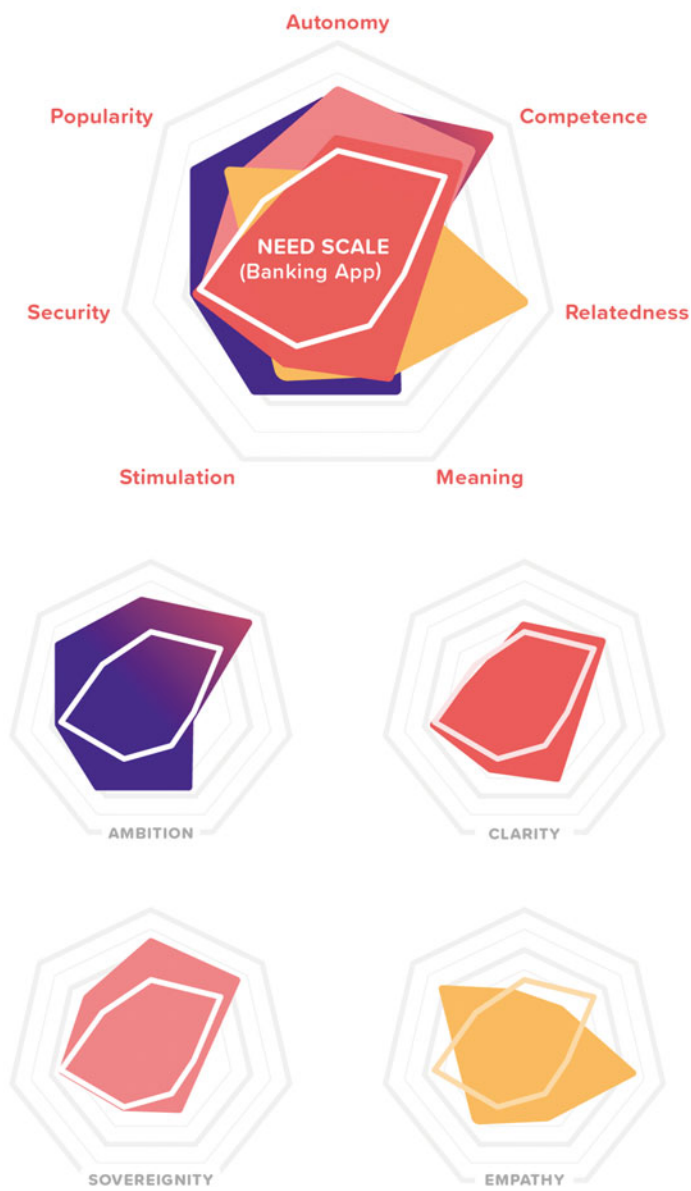 Autonomy
Popularity
Competence
NEED SCALE
(Banking App)
Security
Relatedness
Stimulation
Meaning
AMBITION
CLARITY
SOVEREIGNITY
EMPATHY